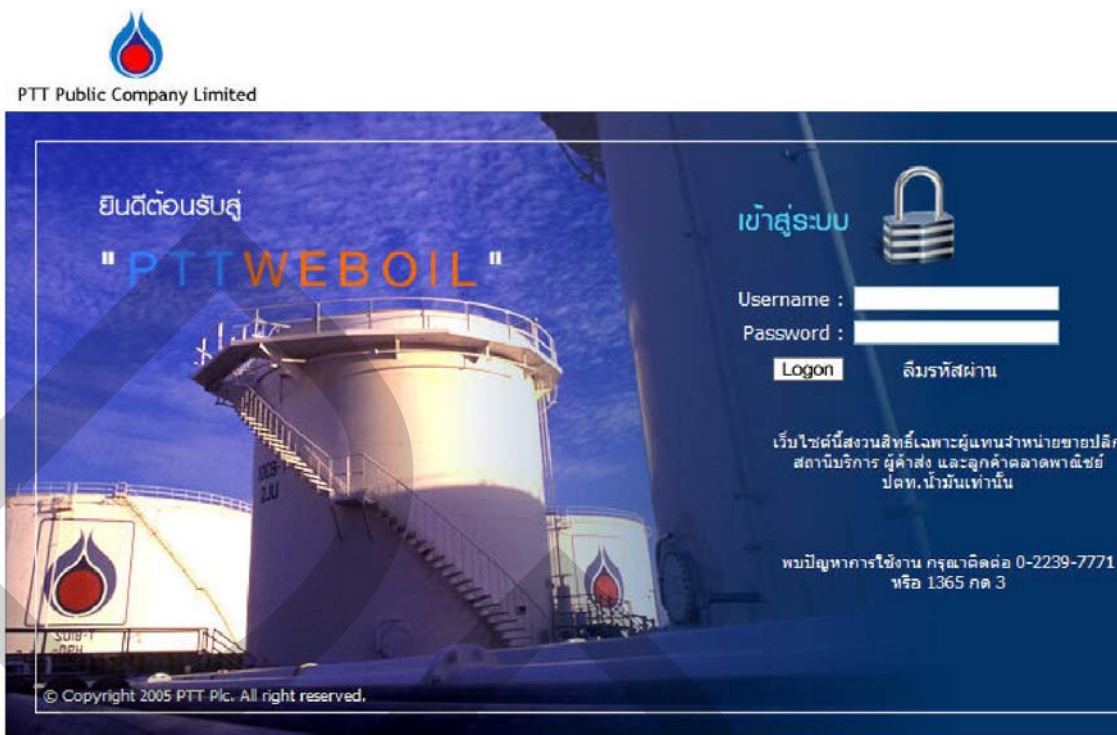 PTT Public Company Limited
ยินดีต้อนรับสู่
"PTTWEBOIL"
เข้าสู่ระบบ
Username :
Password :
Logon ลืมรหัสผ่าน
เว็บไซต์นี้สงวนสิทธิ์เฉพาะผู้แทนจำหน่ายขายปลีก
สถานีบริการ ผู้ค้าส่ง และลูกค้าตลาดพาณิชย์
ปตท.น้ำมันเท่านั้น
พบปัญหาการใช้งาน กรุณาติดต่อ 0-2239-7771
หรือ 1365 กด 3
© Copyright 2005 PTT Plc. All right reserved.